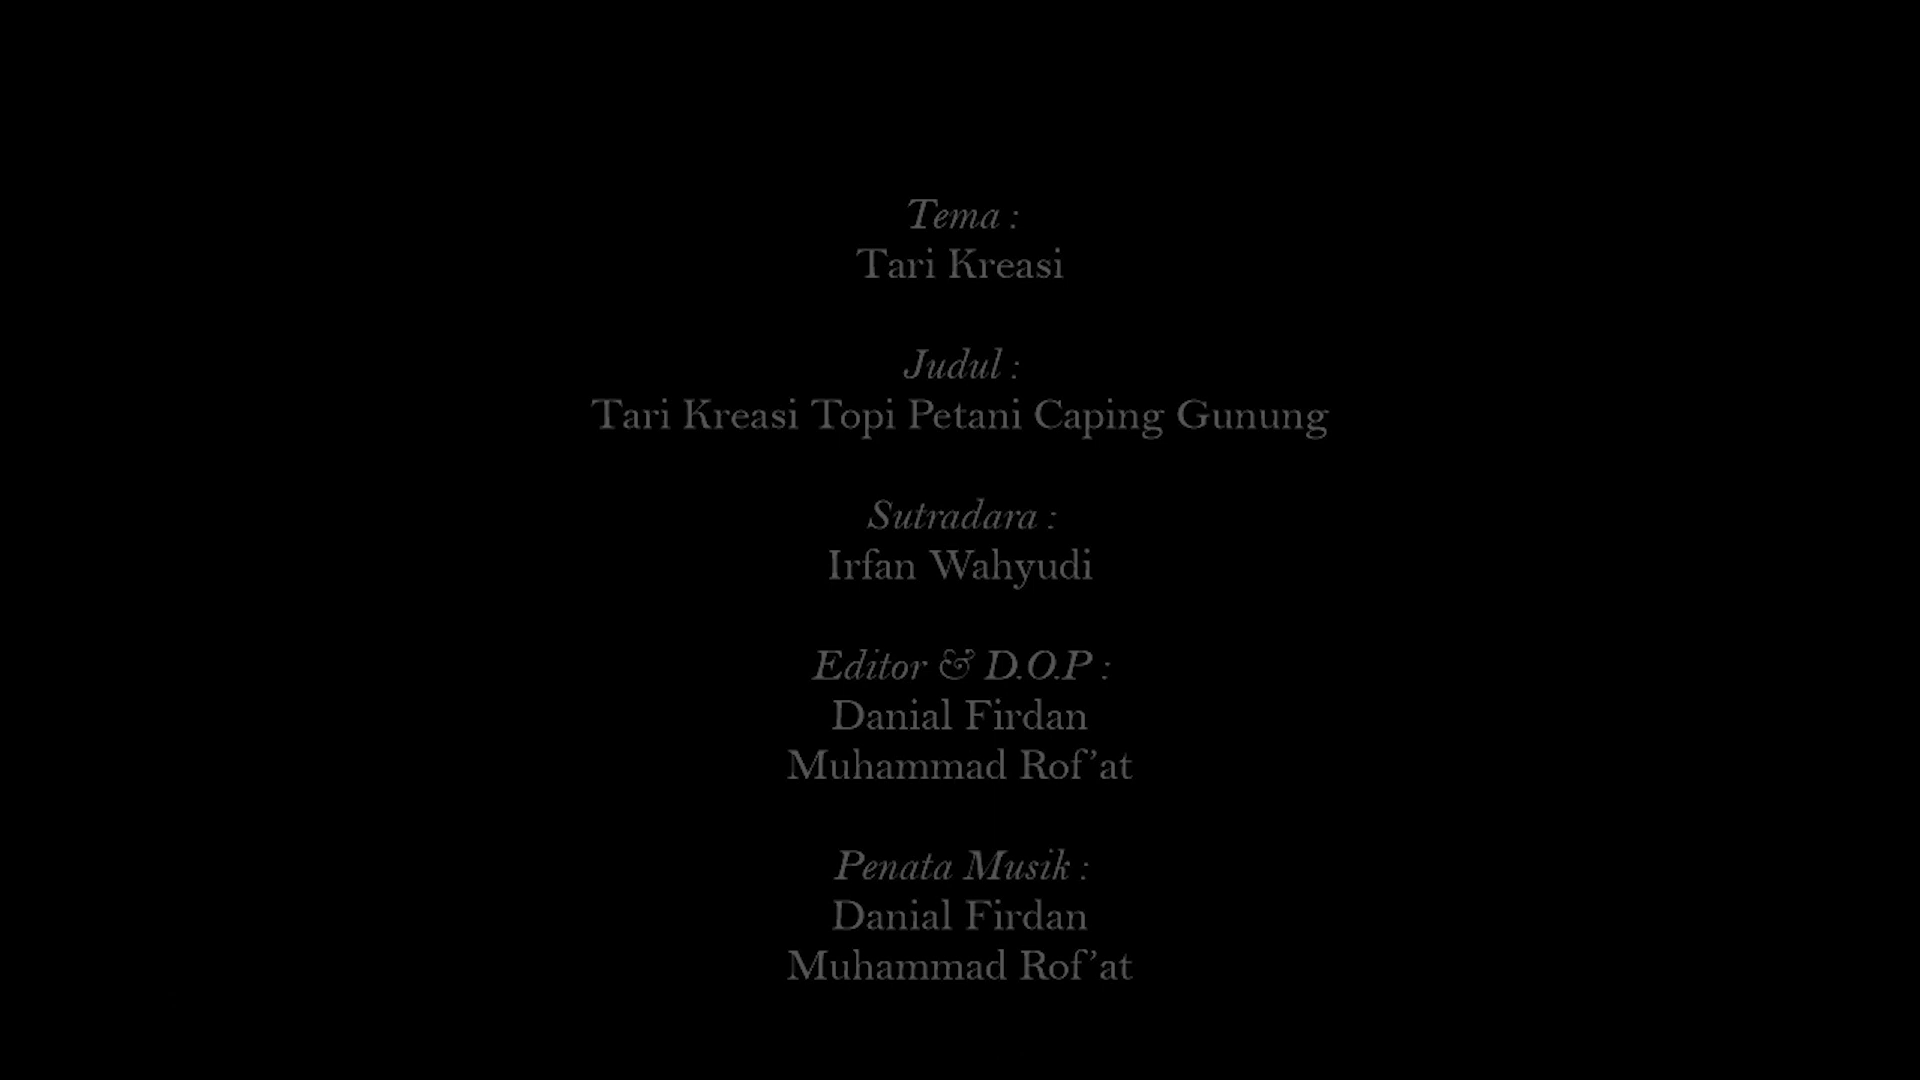 Tema :
Tari Kreasi
Judul :
Tari Kreasi Topi Petani Caping Gunung
Sutradara :
Irfan Wahyudi
Editor & D.O.P :
Danial Firdan
Muhammad Rof’at
Penata Musik :
Danial Firdan
Muhammad Rof’at